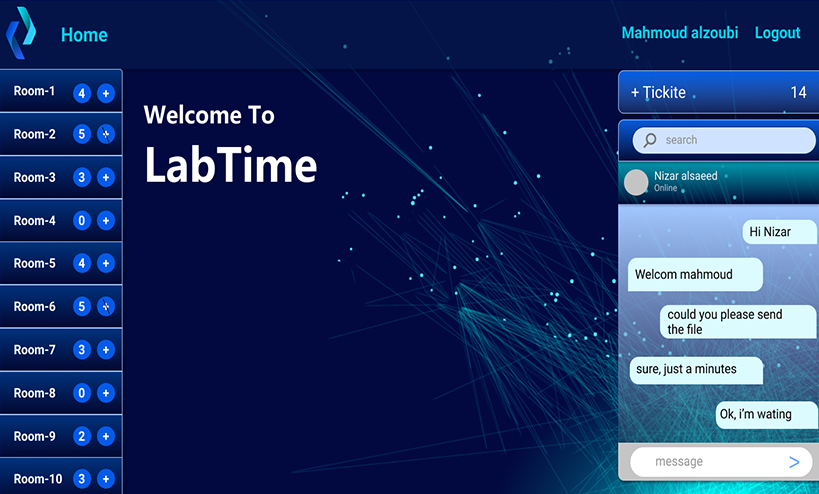 Home
Mahmoud alzoubi Logout
Room-1 4 +
Room-2 5 +
Room-3 3 +
Room-4 0 +
Room-5 4 +
Room-6 5 +
Room-7 3 +
Room-8 0 +
Room-9 2 +
Room-10 3 +
Welcome To
LabTime
+ Tickite 14
search
Nizar alsaeed
Online
Hi Nizar
Welcom mahmoud
could you please send
the file
sure, just a minutes
Ok, i'm wating
message >